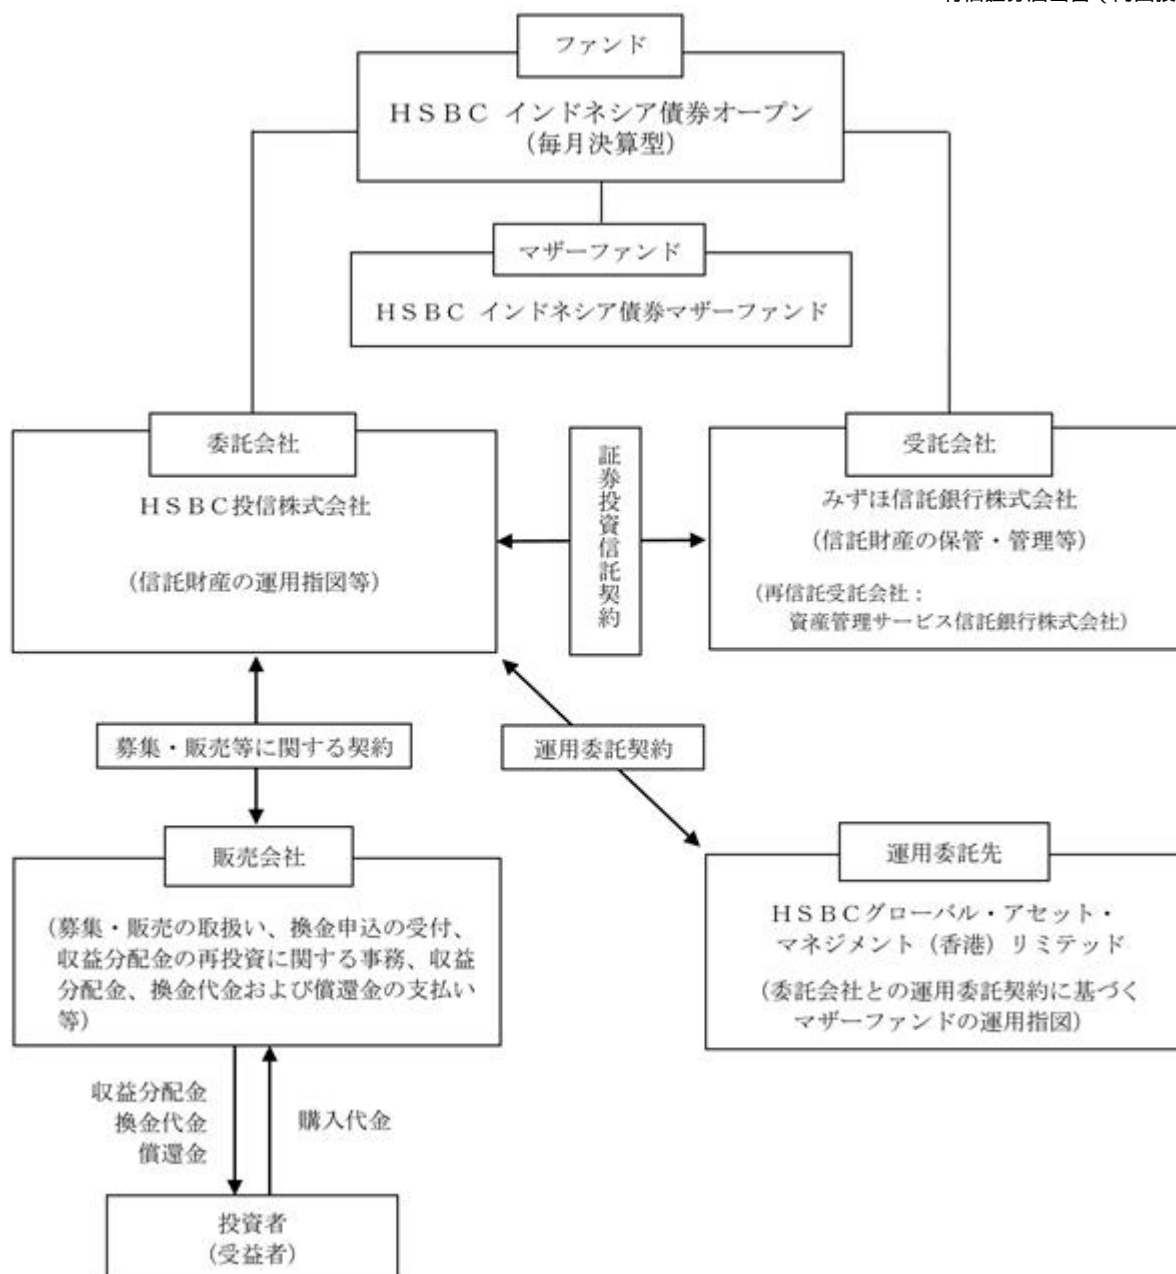 ファンド
HSBC インドネシア債券オープン
(毎月決算型)
マザーファンド
HSBC インドネシア債券マザーファンド
委託会社
HSBC投信株式会社
(信託財産の運用指図等)
証券投資信託契約
受託会社
みずほ信託銀行株式会社
(信託財産の保管・管理等)
(再信託受託会社:
資産管理サービス信託銀行株式会社)
募集・販売等に関する契約
運用委託契約
販売会社
(募集・販売の取扱い、換金申込の受付、
収益分配金の再投資に関する事務、収益
分配金、換金代金および償還金の支払い
等)
運用委託先
HSBCグローバル・アセット・
マネジメント(香港)リミテッド
(委託会社との運用委託契約に基づく
マザーファンドの運用指図)
収益分配金
換金代金
償還金
購入代金
投資者
(受益者)